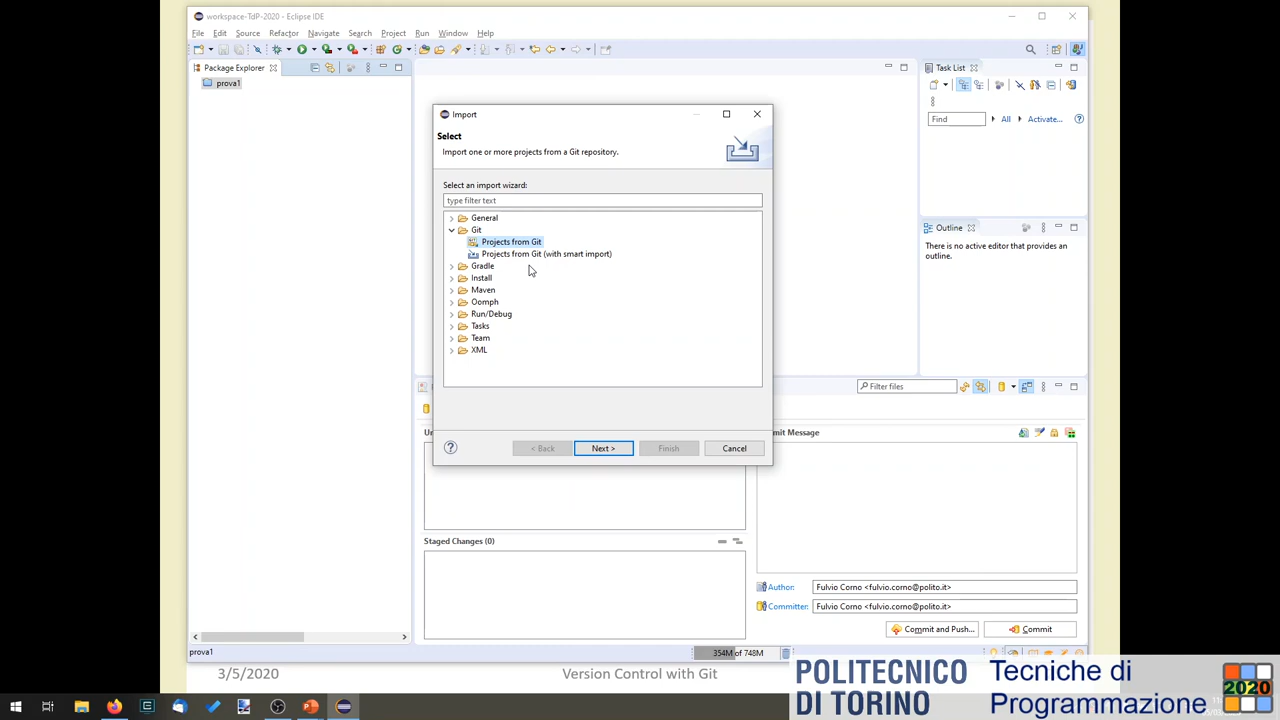 workspace-TdP-2020 - Eclipse IDE
File Edit Source Refactor Navigate Search Project Run Window Help
Package Explorer
prova1
Import
Select
Import one or more projects from a Git repository.
Select an import wizard:
type filter text
General
Git
Projects from Git
Projects from Git (with smart import)
Gradle
Install
Maven
Oomph
Run/Debug
Tasks
Team
XML
< Back
Next >
Finish
Cancel
Task List
Find
All
Activate...
Outline
There is no active editor that provides an
outline.
Filter files
Staged Changes (0)
Message
Author:
Fulvio Corno <fulvio.corno@polito.it>
Committer:
Fulvio Corno <fulvio.corno@polito.it>
Commit and Push...
Commit
prova1
354M of 748M
3/5/2020
Version Control with Git
POLITECNICO
DI TORINO
Tecniche di
Programmazione
2020